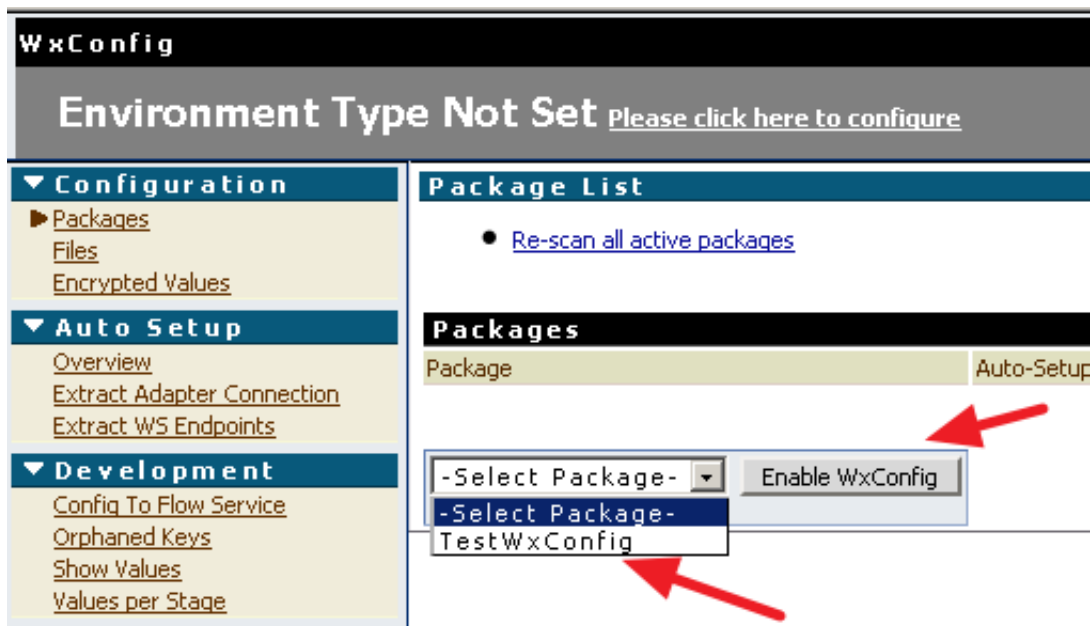 WxConfig
Environment Type Not Set Please click here to configure
Configuration
Packages
Files
Encrypted Values
Auto Setup
Overview
Extract Adapter Connection
Extract WS Endpoints
Development
Config To Flow Service
Orphaned Keys
Show Values
Values per Stage
Package List
Re-scan all active packages
Packages
Package Auto-Setup
-Select Package- Enable WxConfig
-Select Package-
TestWxConfig